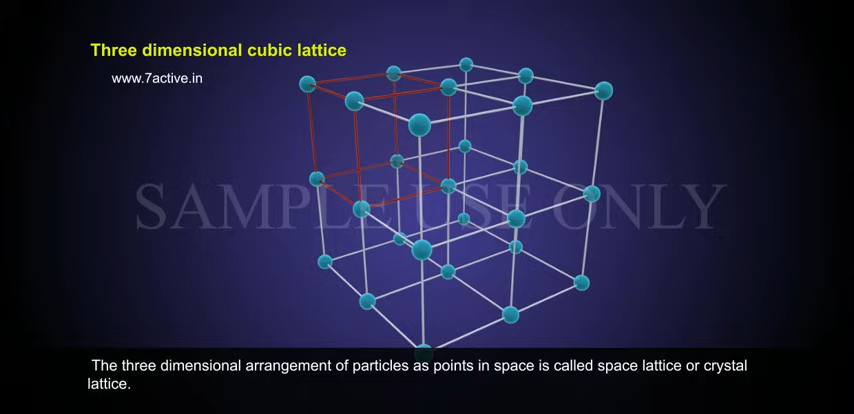 Three dimensional cubic lattice
www.7active.in
SAMPLE USE ONLY
The three dimensional arrangement of particles as points in space is called space lattice or crystal
lattice.